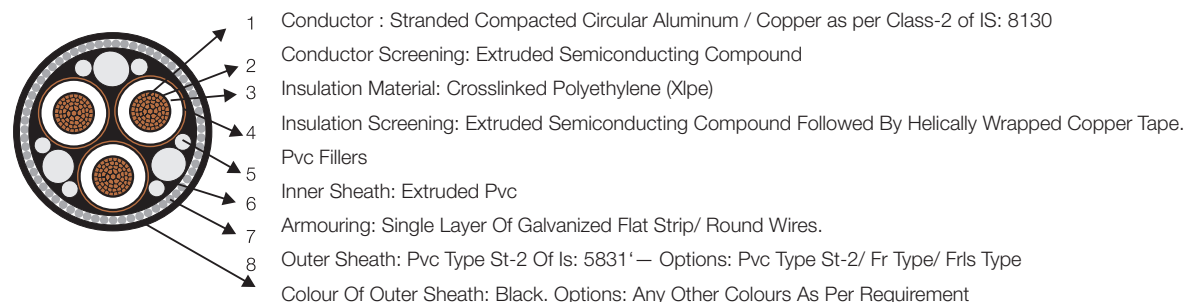 1 Conductor : Stranded Compacted Circular Aluminum / Copper as per Class-2 of IS: 8130
2 Conductor Screening: Extruded Semiconducting Compound
3 Insulation Material: Crosslinked Polyethylene (Xlpe)
4 Insulation Screening: Extruded Semiconducting Compound Followed By Helically Wrapped Copper Tape.
5 Pvc Fillers
6 Inner Sheath: Extruded Pvc
7 Armouring: Single Layer Of Galvanized Flat Strip/ Round Wires.
8 Outer Sheath: Pvc Type St-2 Of Is: 5831‘— Options: Pvc Type St-2/ Fr Type/ Frls Type
Colour Of Outer Sheath: Black. Options: Any Other Colours As Per Requirement